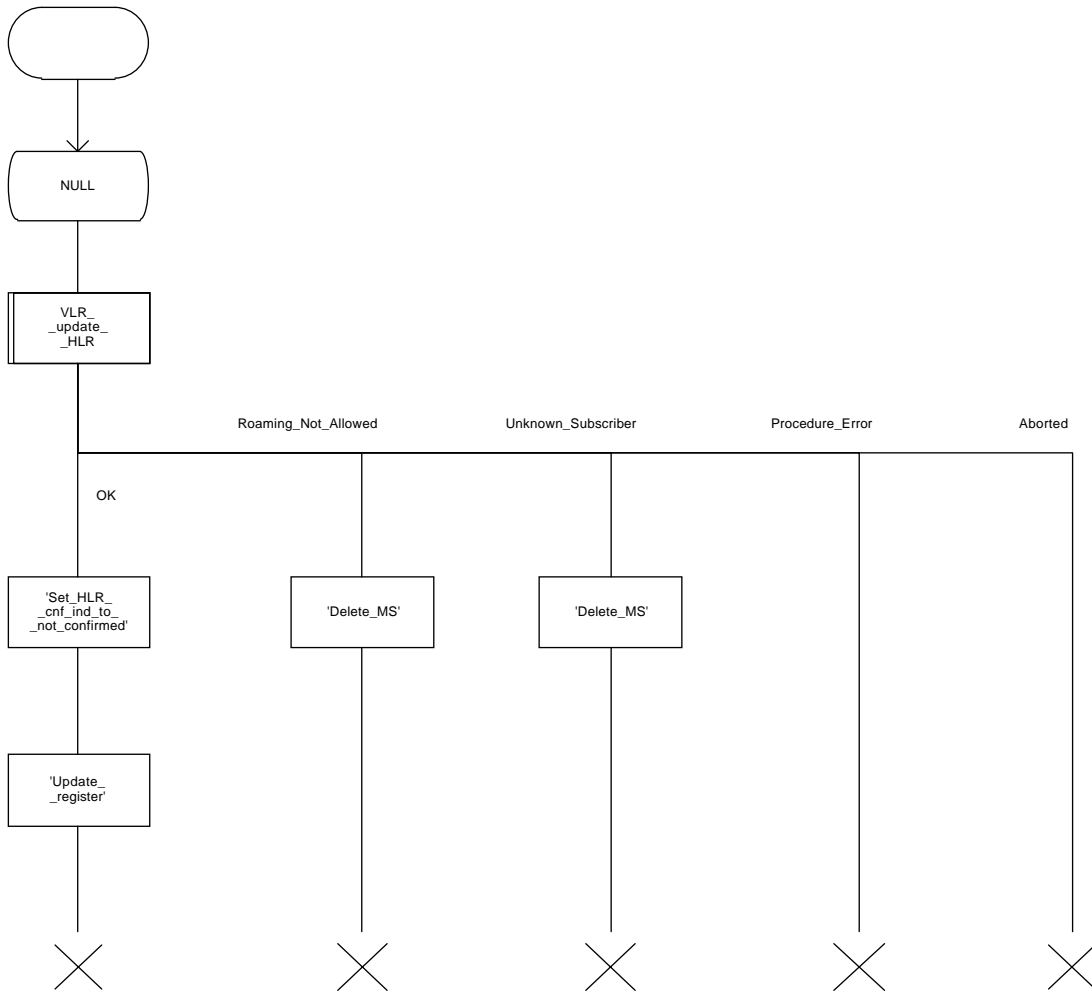 NULL
VLR_
_update_
_HLR
Roaming_Not_Allowed
Unknown_Subscriber
Procedure_Error
Aborted
OK
'Set_HLR_
_cnf_ind_to_
_not_confirmed'
'Delete_MS'
'Delete_MS'
'Update_
_register'